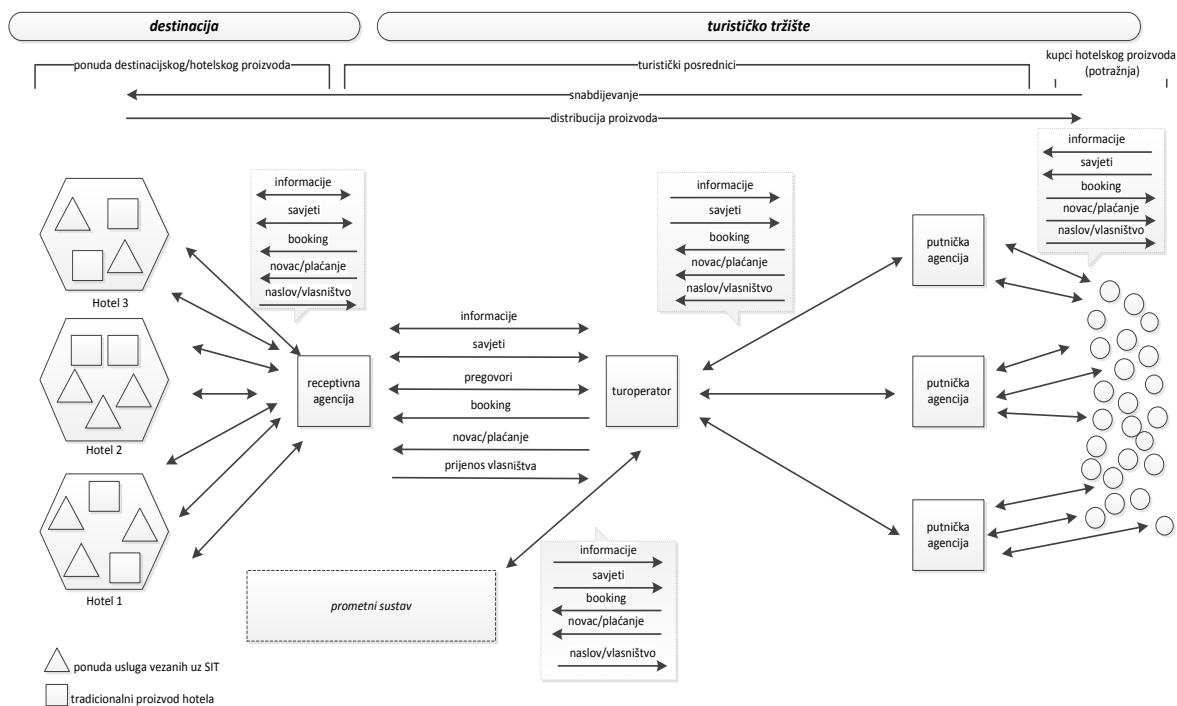 destinacija
turističko tržište
ponuda destinacijskog/hotelskog proizvoda
turistički posrednici
kupci hotelskog proizvoda
(potražnja)
snabdijevanje
distribucija proizvoda
informacije
savjeti
booking
novac/plaćanje
naslov/vlasništvo
informacije
savjeti
booking
novac/plaćanje
naslov/vlasništvo
informacije
savjeti
booking
novac/plaćanje
naslov/vlasništvo
Hotel 3
Hotel 2
Hotel 1
receptivna
agencija
informacije
savjeti
pregovori
booking
novac/plaćanje
prijenos vlasništva
turoperator
putnička
agencija
putnička
agencija
putnička
agencija
prometni sustav
informacije
savjeti
booking
novac/plaćanje
naslov/vlasništvo
ponuda usluga vezanih uz SIT
tradicionalni proizvod hotela